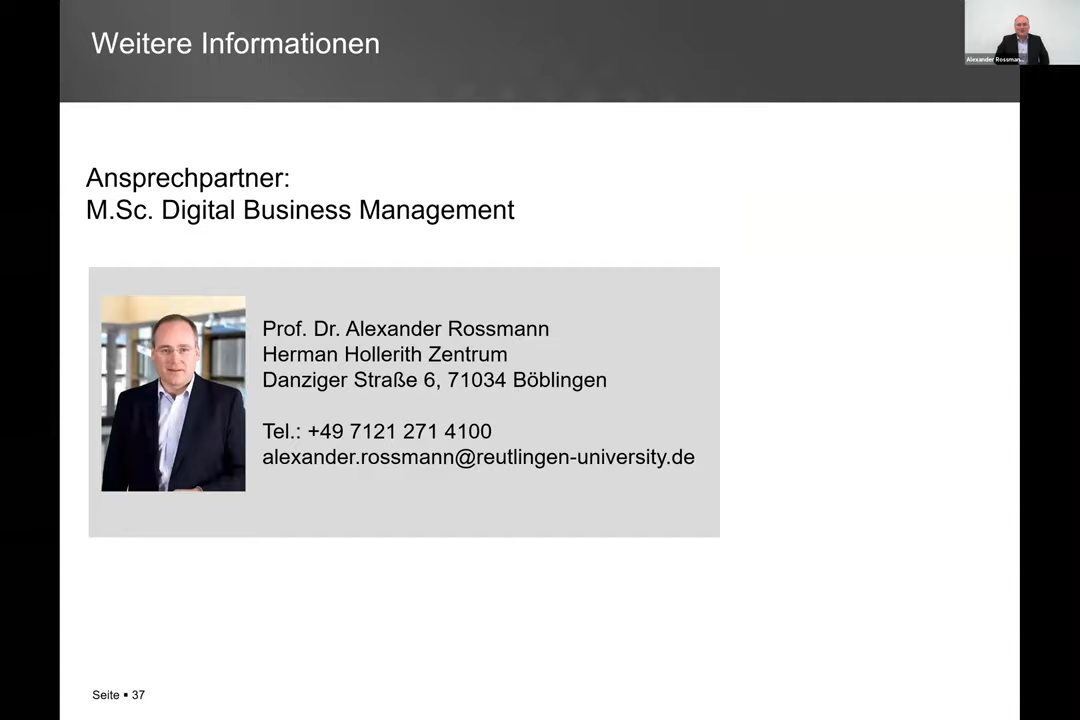 Weitere Informationen
Alexander Rossman...
Ansprechpartner:
M.Sc. Digital Business Management
Prof. Dr. Alexander Rossmann
Herman Hollerith Zentrum
Danziger Straße 6, 71034 Böblingen
Tel.: +49 7121 271 4100
alexander.rossmann@reutlingen-university.de
Seite ▪ 37